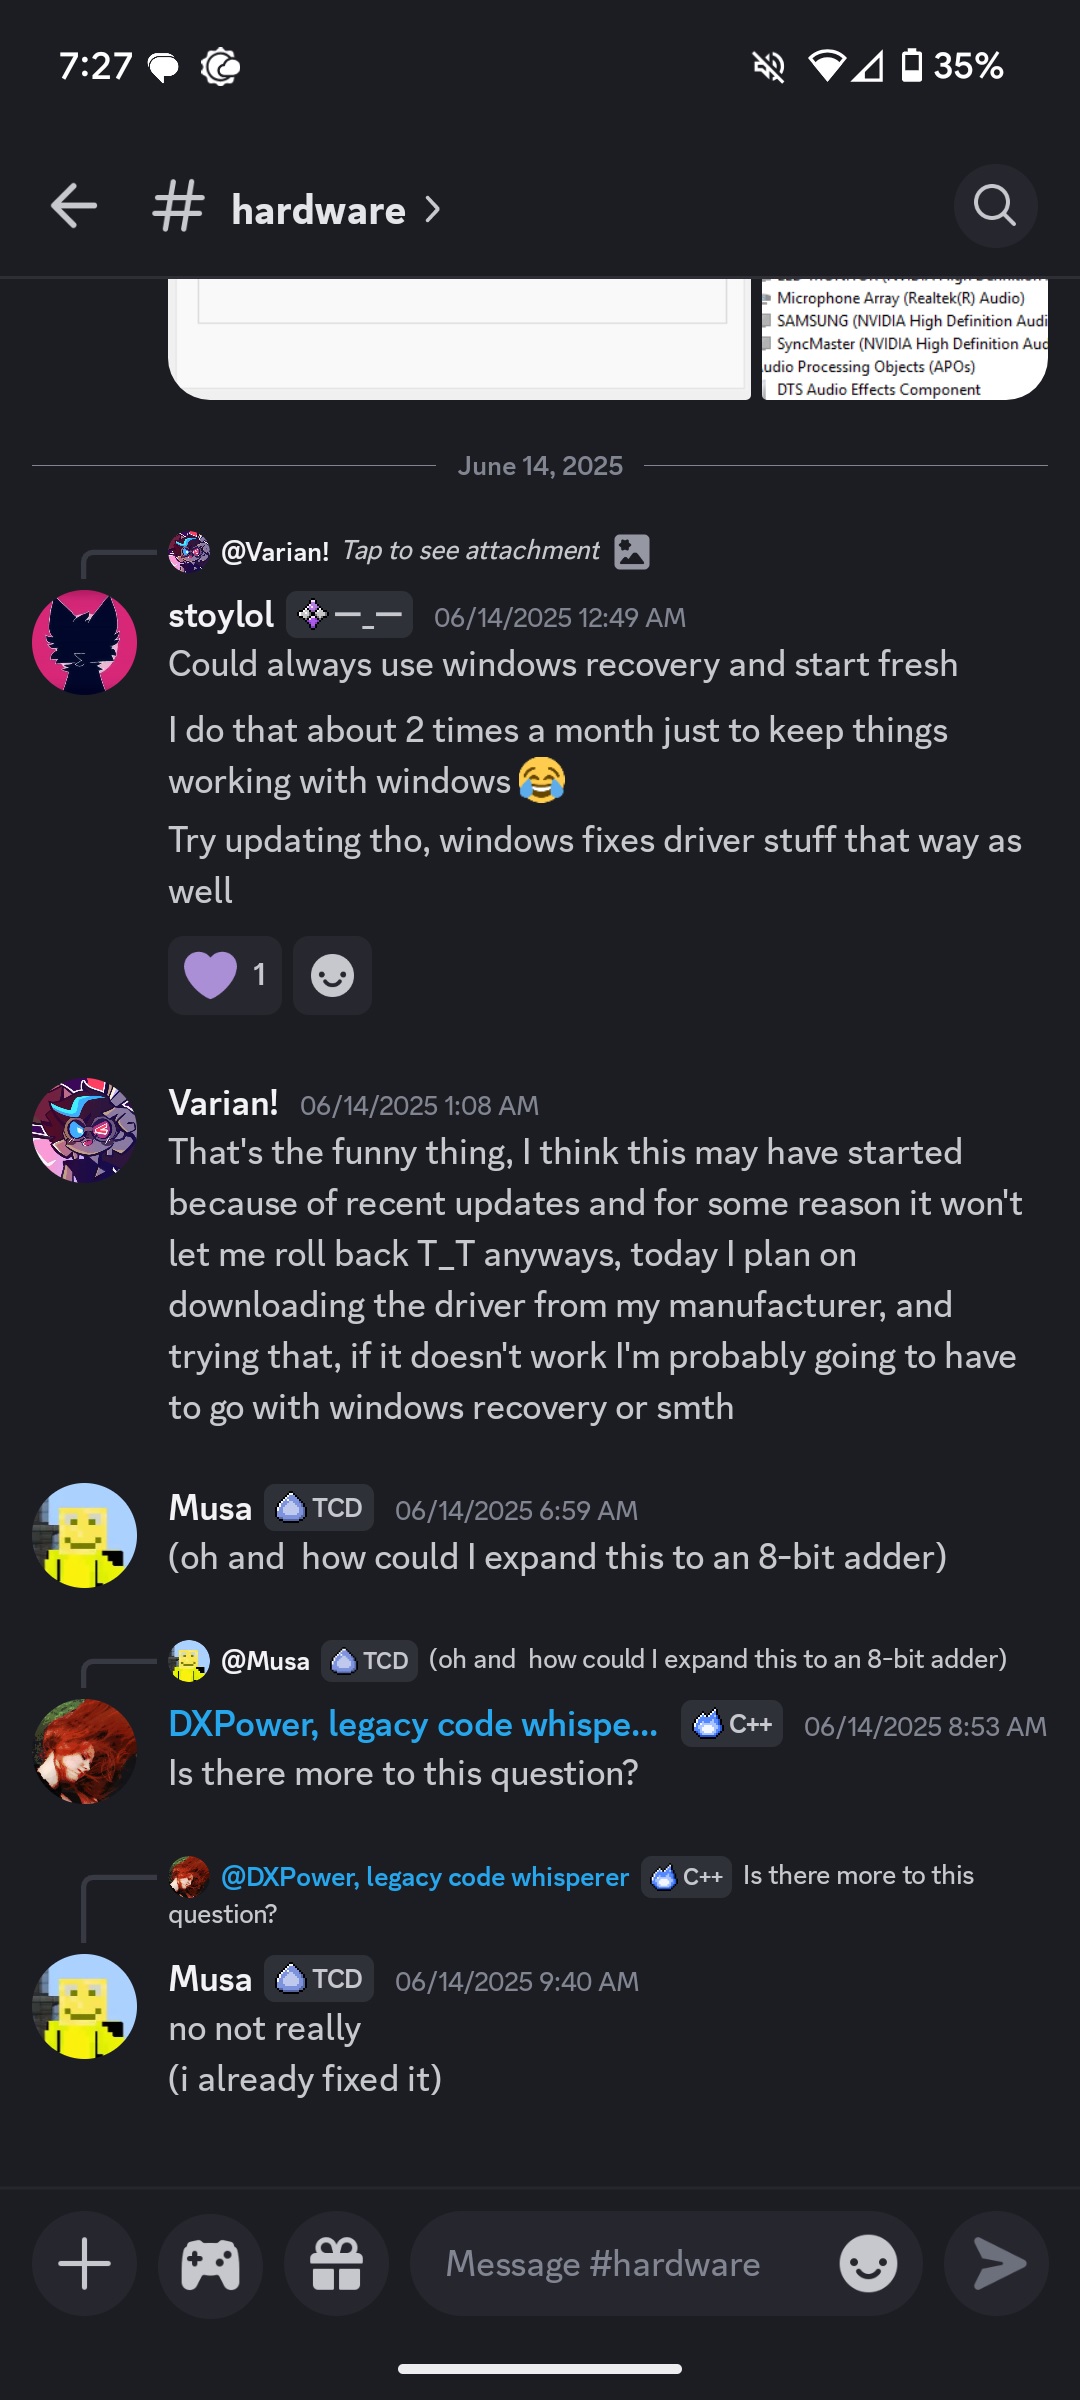 7:27
35%
hardware
Microphone Array (Realtek(R) Audio)
SAMSUNG (NVIDIA High Definition Audi
SyncMaster (NVIDIA High Definition Aud
udio Processing Objects (APOs)
DTS Audio Effects Component
June 14, 2025
@Varian! Tap to see attachment
stoylol —_— 06/14/2025 12:49 AM
Could always use windows recovery and start fresh
I do that about 2 times a month just to keep things
working with windows 😂
Try updating tho, windows fixes driver stuff that way as
well
1
Varian! 06/14/2025 1:08 AM
That's the funny thing, I think this may have started
because of recent updates and for some reason it won't
let me roll back T_T anyways, today I plan on
downloading the driver from my manufacturer, and
trying that, if it doesn't work I'm probably going to have
to go with windows recovery or smth
Musa TCD 06/14/2025 6:59 AM
(oh and  how could I expand this to an 8-bit adder)
@Musa TCD (oh and  how could I expand this to an 8-bit adder)
DXPower, legacy code whispe... C++ 06/14/2025 8:53 AM
Is there more to this question?
@DXPower, legacy code whisperer C++ Is there more to this
question?
Musa TCD 06/14/2025 9:40 AM
no not really
(i already fixed it)
Message #hardware